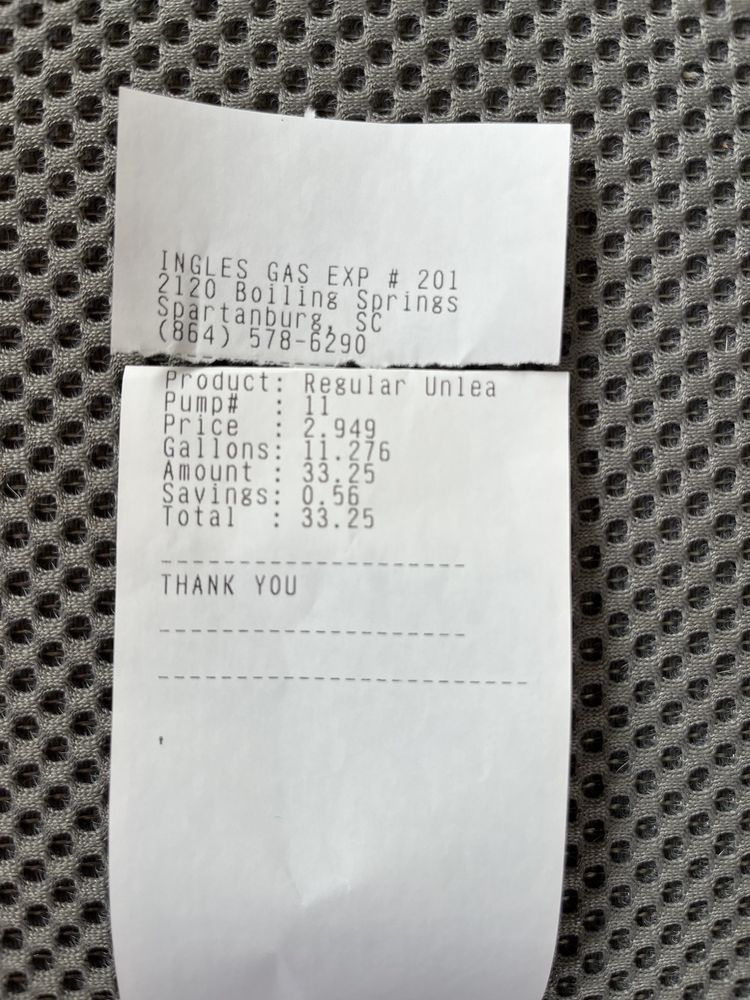 INGLES GAS EXP # 201
2120 Boiling Springs
Spartanburg, SC
(864) 578-6290
Product: Regular Unlea
Pump# : 11
Price : 2.949
Gallons: 11.276
Amount : 33.25
Savings: 0.56
Total : 33.25
--------------------
THANK YOU
--------------------
------------------------